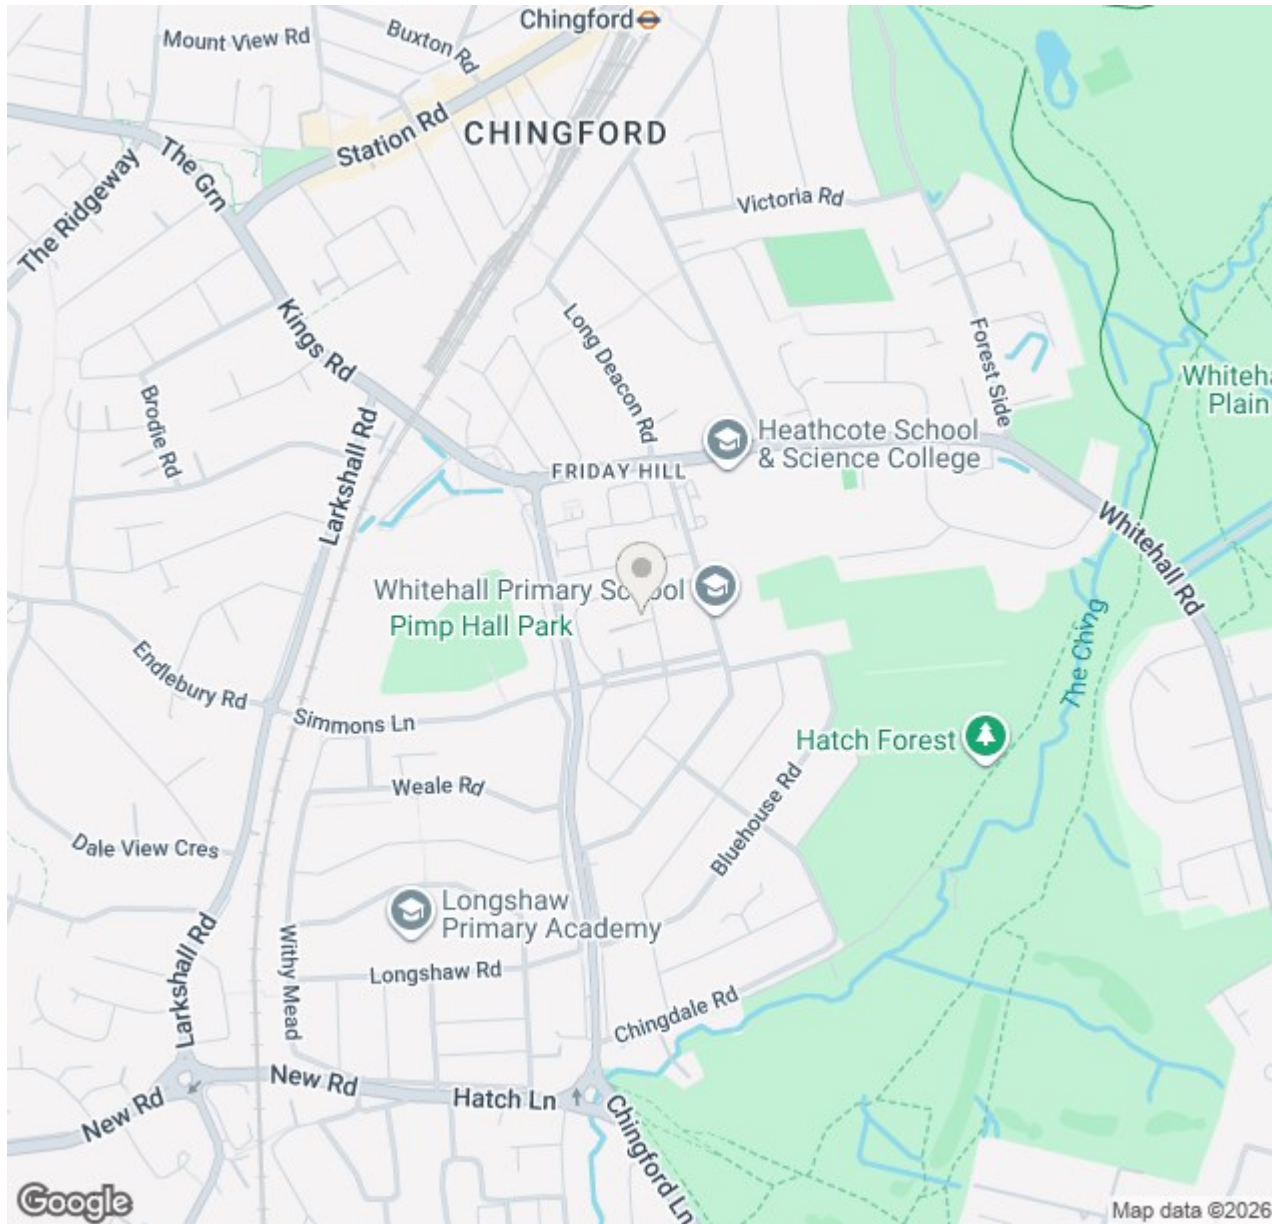 Chingford
Mount View Rd
Buxton Rd
Station Rd
CHINGFORD
The Grn
The Ridgeway
Victoria Rd
Kings Rd
Long Deacon Rd
Forest Side
Whiteha
Plain
Brodie Rd
Larkshall Rd
Heathcote School
& Science College
FRIDAY HILL
Whitehall Rd
Whitehall Primary School
Pimp Hall Park
The Ching
Endlebury Rd
Simmons Ln
Hatch Forest
Weale Rd
Bluehouse Rd
Dale View Cres
Longshaw
Primary Academy
Larkshall Rd
Withy Mead
Longshaw Rd
Chingdale Rd
New Rd
New Rd
Hatch Ln
Chingford Ln
Google
Map data ©2026